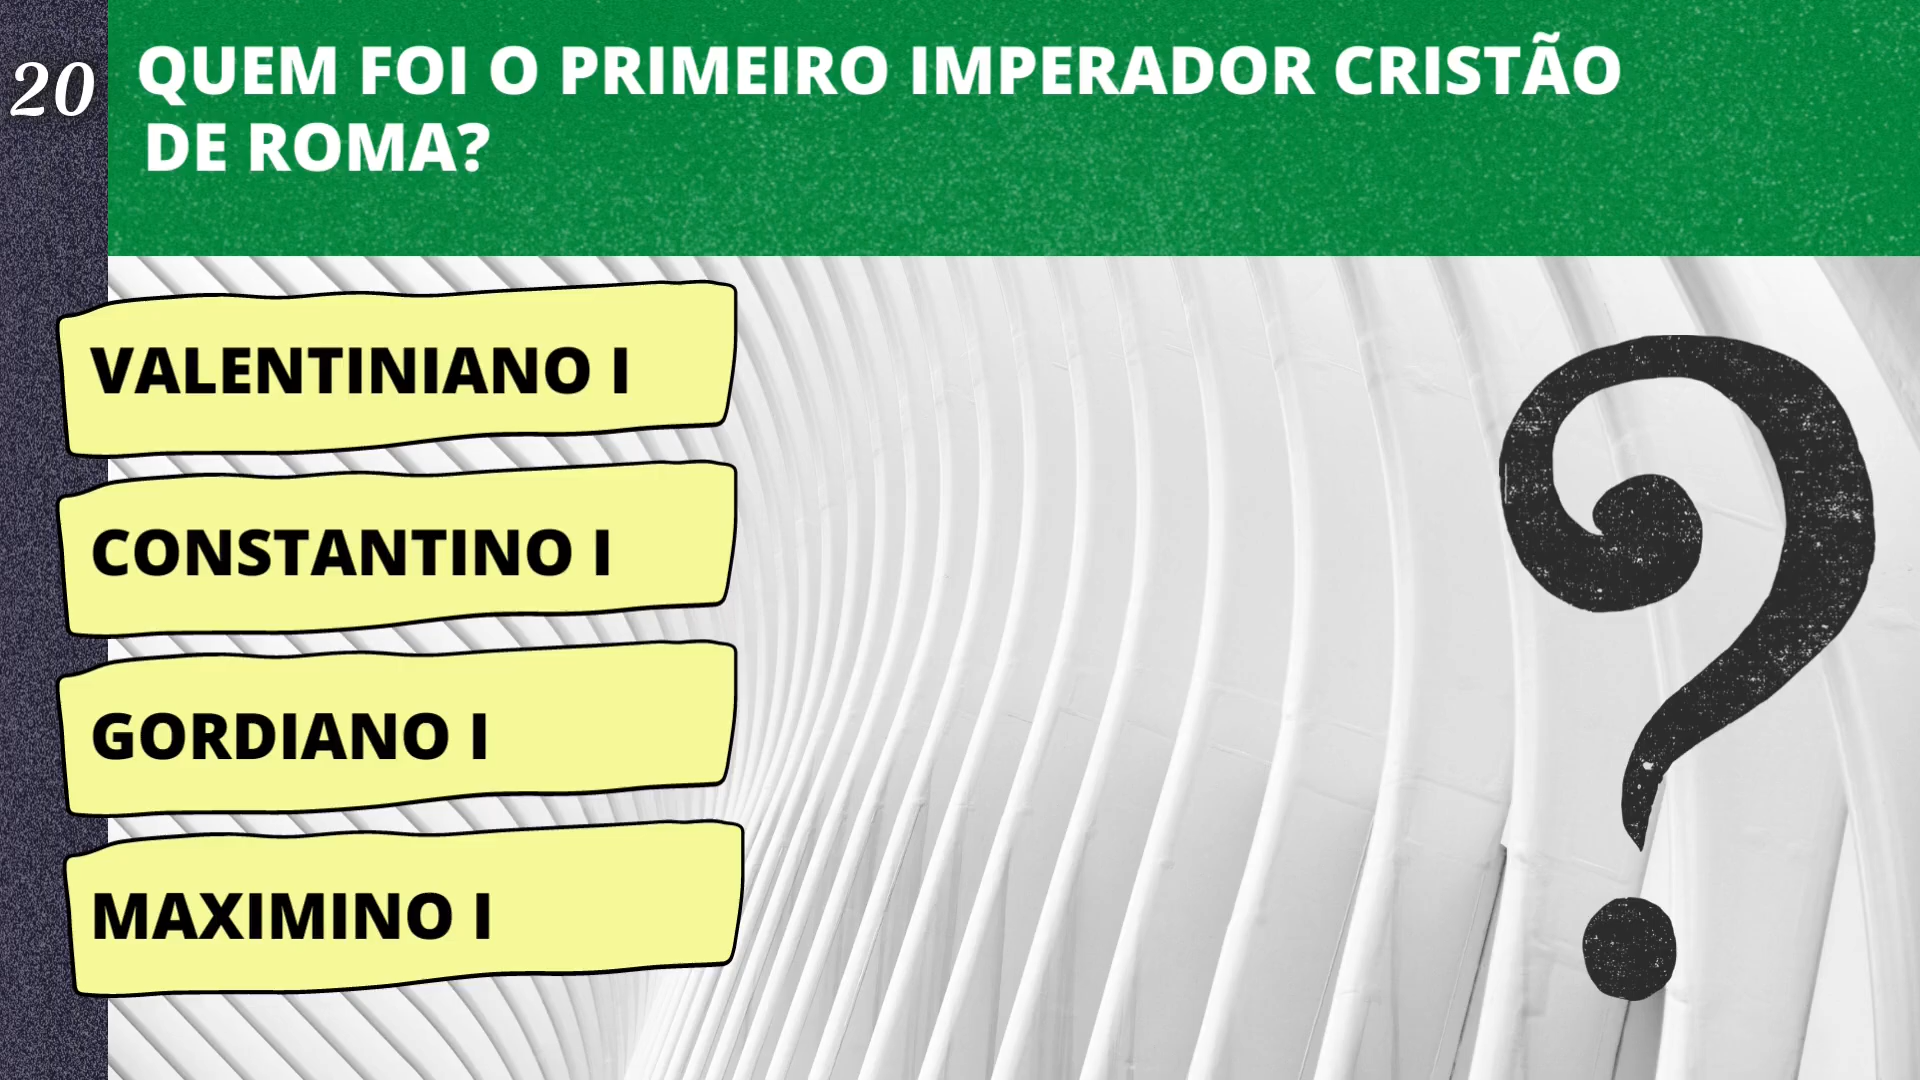 20
QUEM FOI O PRIMEIRO IMPERADOR CRISTÃO
DE ROMA?
VALENTINIANO I
CONSTANTINO I
GORDIANO I
MAXIMINO I
?